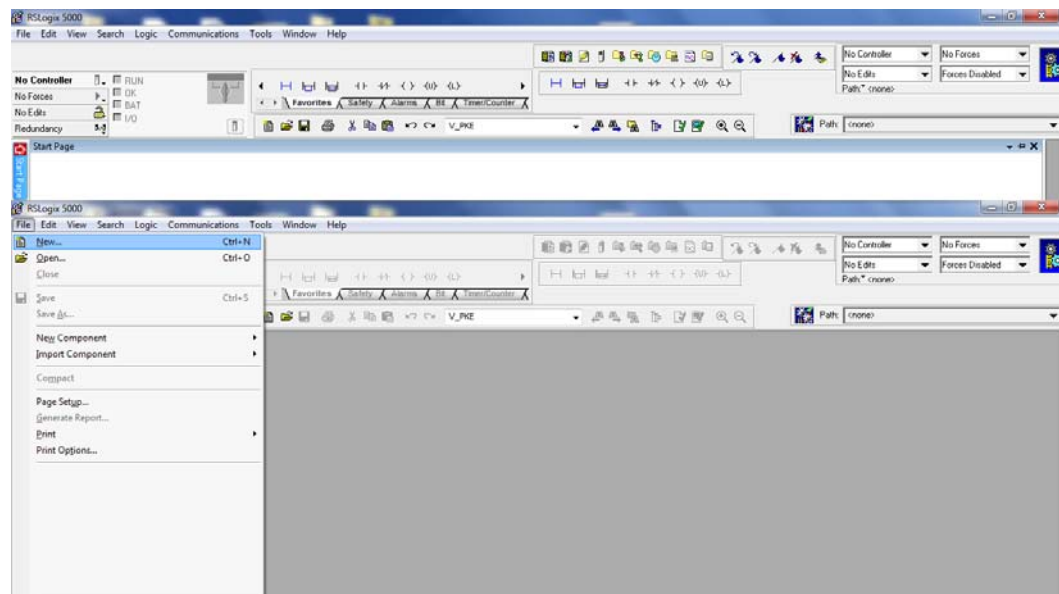 RSLogix 5000
File Edit View Search Logic Communications Tools Window Help
No Controller RUN No Controller No Forces
No Forces OK No Edits Forces Disabled
No Edits BAT Path: <none>
Redundancy I/O Favorites Safety Alarms Bit Timer/Counter
V_PKE Path: <none>
Start Page
Start Page
RSLogix 5000
File Edit View Search Logic Communications Tools Window Help
New... Ctrl+N No Controller No Forces
Open... Ctrl+O No Edits Forces Disabled
Close Path: <none>
Favorites Safety Alarms Bit Timer/Counter
Save Ctrl+S
Save As... V_PKE Path: <none>
New Component
Import Component
Compact
Page Setup...
Generate Report...
Print
Print Options...